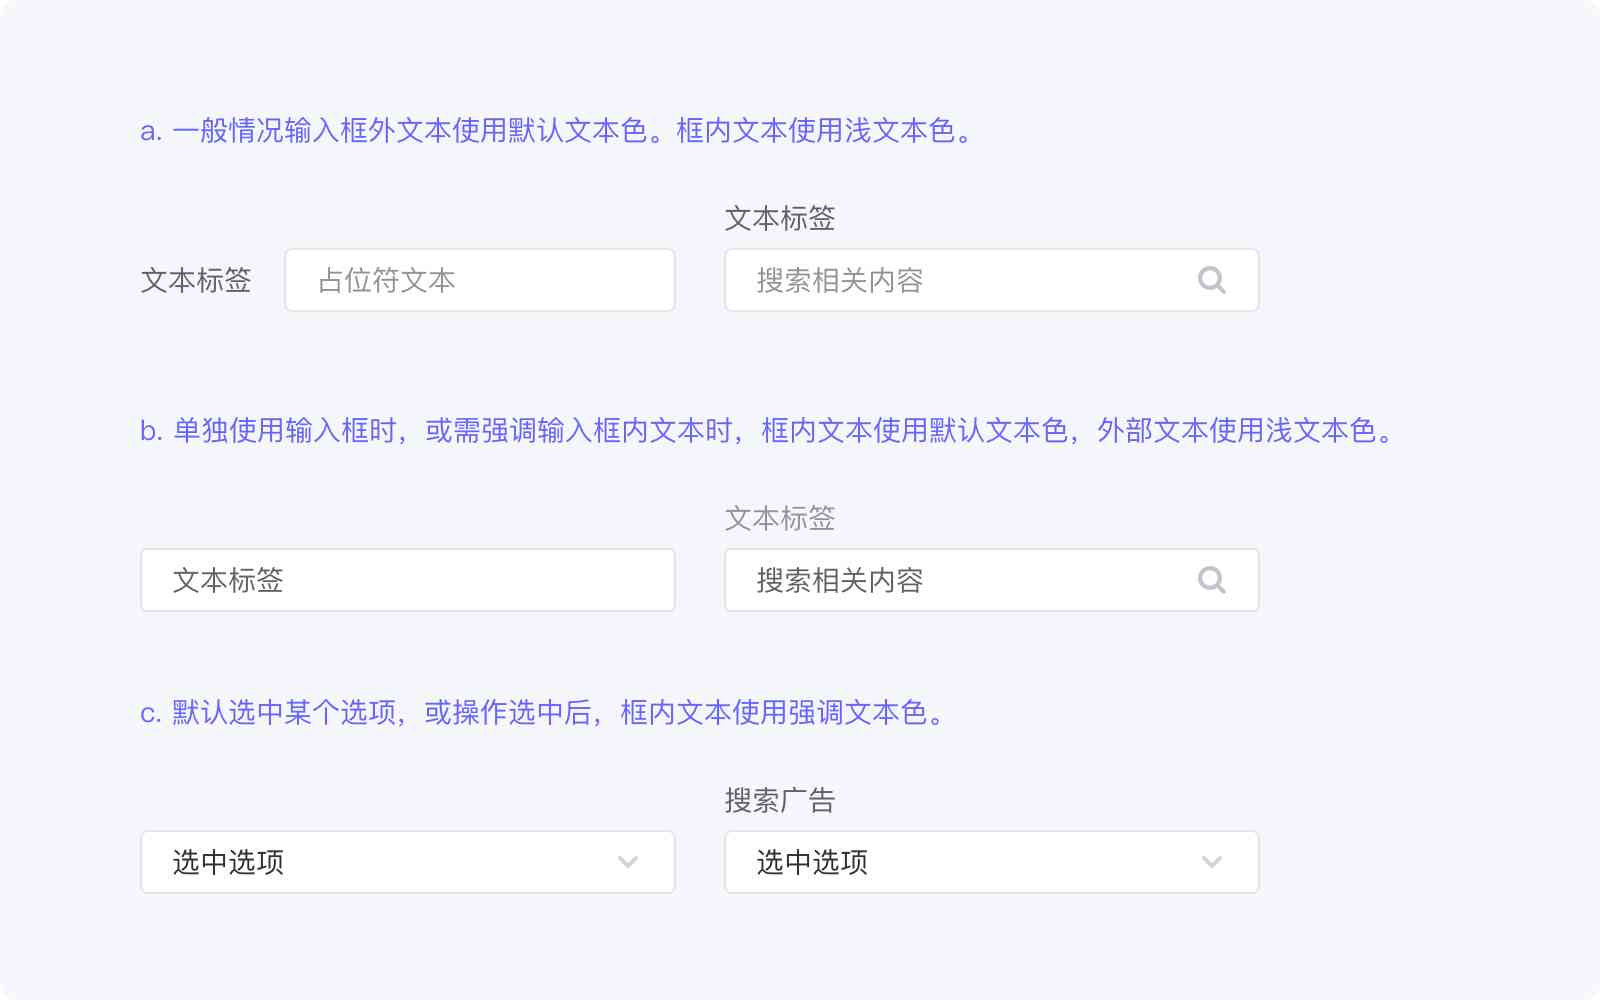 a. 一般情况输入框外文本使用默认文本色。框内文本使用浅文本色。
文本标签
文本标签
占位符文本
搜索相关内容
b. 单独使用输入框时，或需强调输入框内文本时，框内文本使用默认文本色，外部文本使用浅文本色。
文本标签
文本标签
搜索相关内容
c. 默认选中某个选项，或操作选中后，框内文本使用强调文本色。
搜索广告
选中选项
选中选项